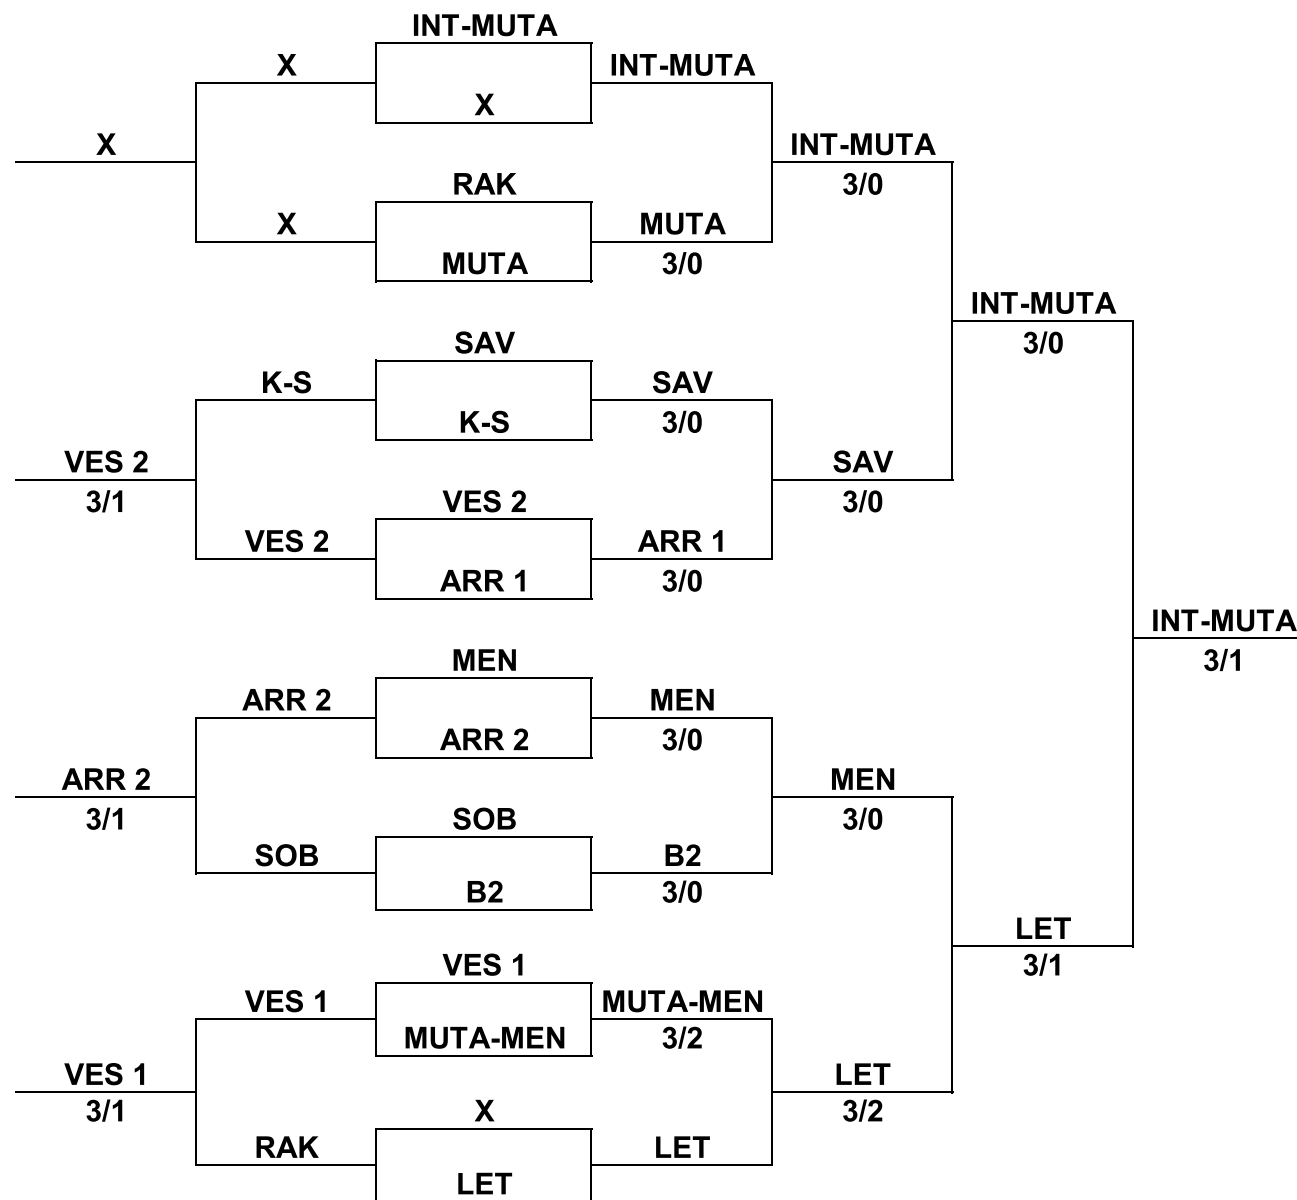 INT-MUTA
X INT-MUTA
X
X INT-MUTA
RAK 3/0
X MUTA
MUTA 3/0
INT-MUTA
SAV 3/0
K-S SAV
K-S 3/0
VES 2 SAV
3/1 VES 2 3/0
VES 2 ARR 1
ARR 1 3/0
INT-MUTA
MEN 3/1
ARR 2 MEN
ARR 2 3/0
ARR 2 MEN
3/1 SOB 3/0
SOB B2
B2 3/0
LET
VES 1 3/1
VES 1 MUTA-MEN
MUTA-MEN 3/2
VES 1 LET
3/1 X 3/2
RAK LET
LET